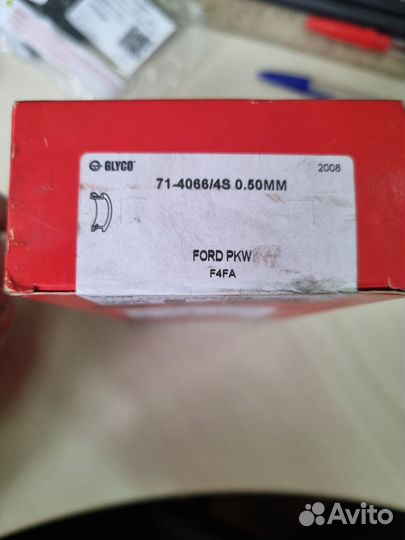 GLYCO 2008
71-4066/4S 0.50MM
FORD PKW
F4FA
Avito